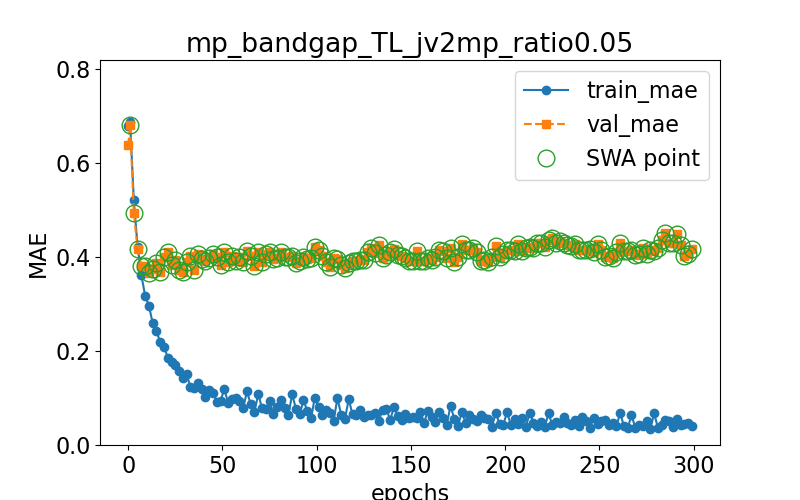 mp_bandgap_TL_jv2mp_ratio0.05
train_mae
val_mae
SWA point
MAE
0.8
0.6
0.4
0.2
0.0
0 50 100 150 200 250 300
epochs